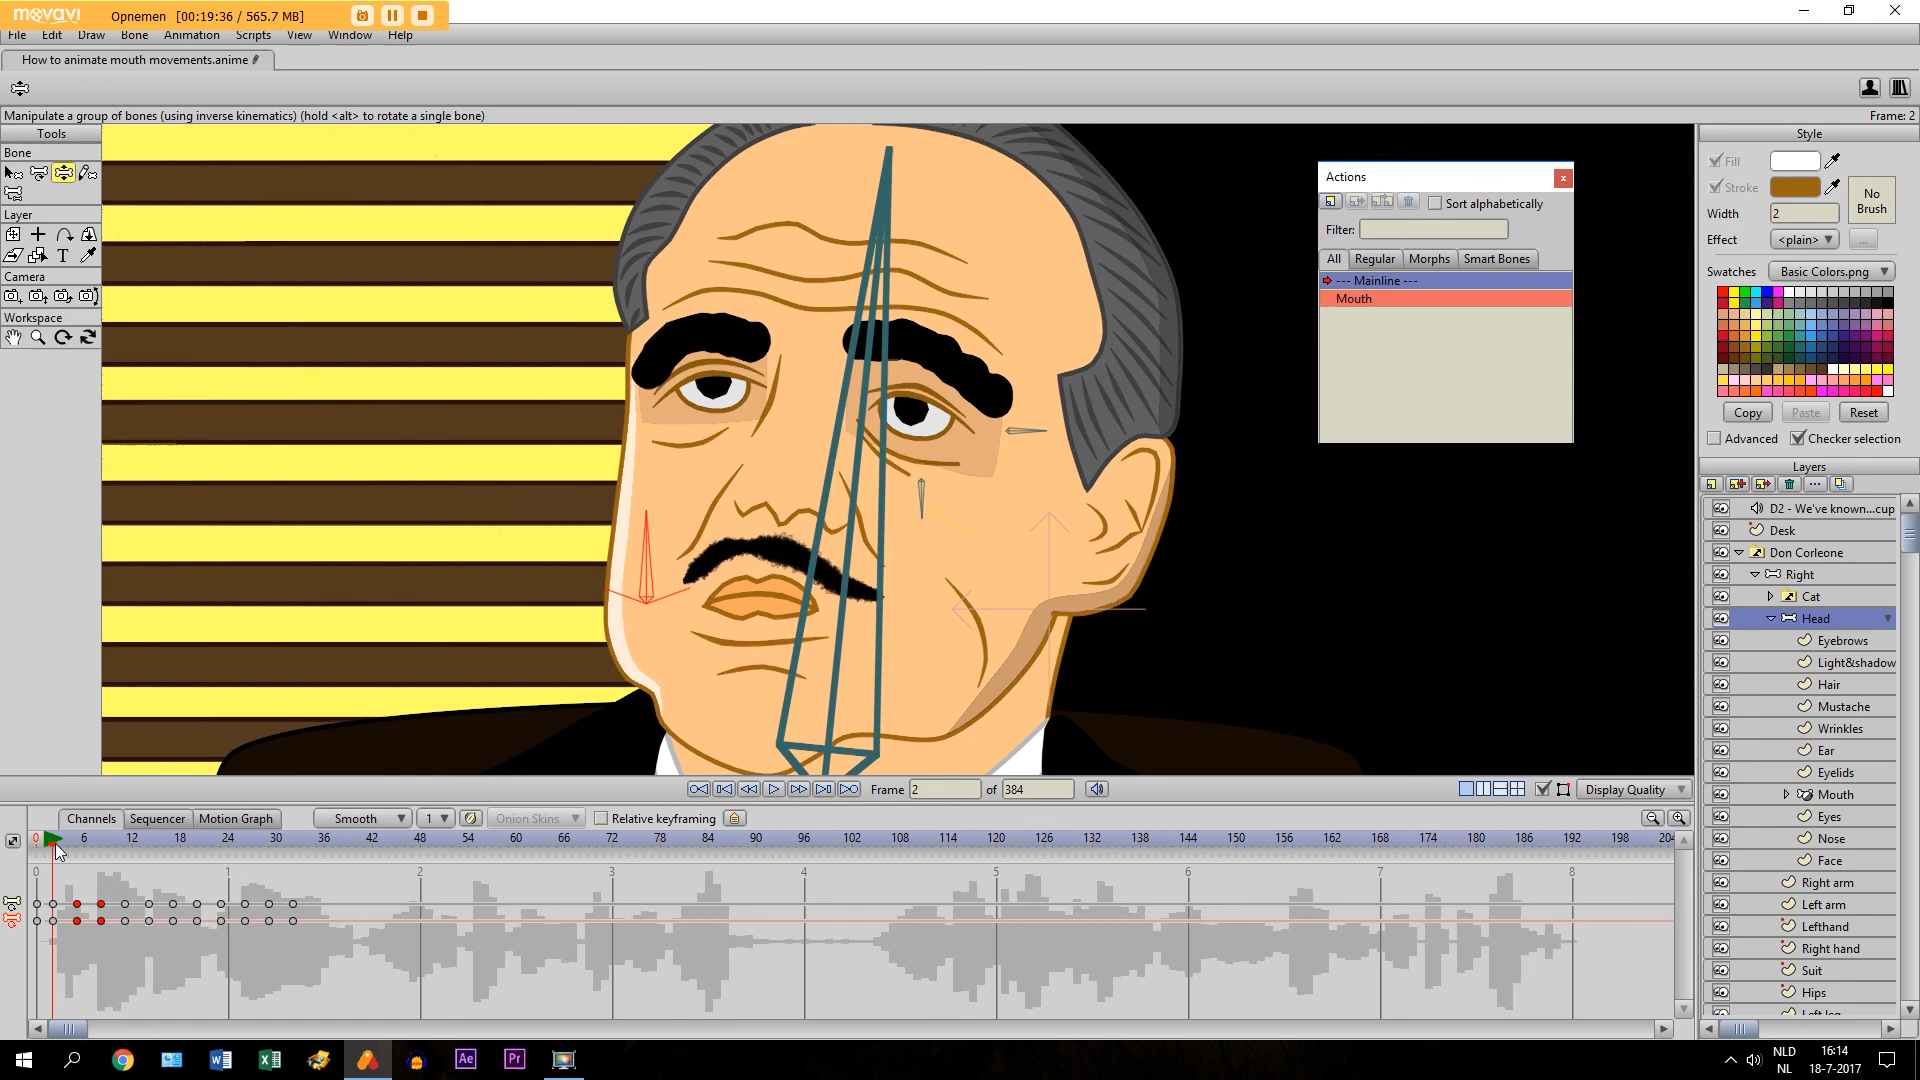 movavi Opnemen [00:19:36 / 565.7 MB]
File Edit Draw Bone Animation Scripts View Window Help
How to animate mouth movements.anime
Manipulate a group of bones (using inverse kinematics) (hold <alt> to rotate a single bone) Frame: 2
Tools
Bone
Layer
T
Camera
Workspace
Actions
Sort alphabetically
Filter:
All Regular Morphs Smart Bones
--- Mainline ---
Mouth
Style
Fill
Stroke
No Brush
Width 2
Effect <plain> ...
Swatches Basic Colors.png
Copy Paste Reset
Advanced Checker selection
Layers
D2 - We've known...cup
Desk
Don Corleone
Right
Cat
Head
Eyebrows
Light&shadow
Hair
Mustache
Wrinkles
Ear
Eyelids
Mouth
Eyes
Nose
Face
Right arm
Left arm
Lefthand
Right hand
Suit
Hips
Left leg
Frame 2 of 384 Display Quality
Channels Sequencer Motion Graph Smooth 1 Onion Skins Relative keyframing
0 6 12 18 24 30 36 42 48 54 60 66 72 78 84 90 96 102 108 114 120 126 132 138 144 150 156 162 168 174 180 186 192 198 204
0 1 2 3 4 5 6 7 8
Ae Pr
NLD
NL
16:14
18-7-2017